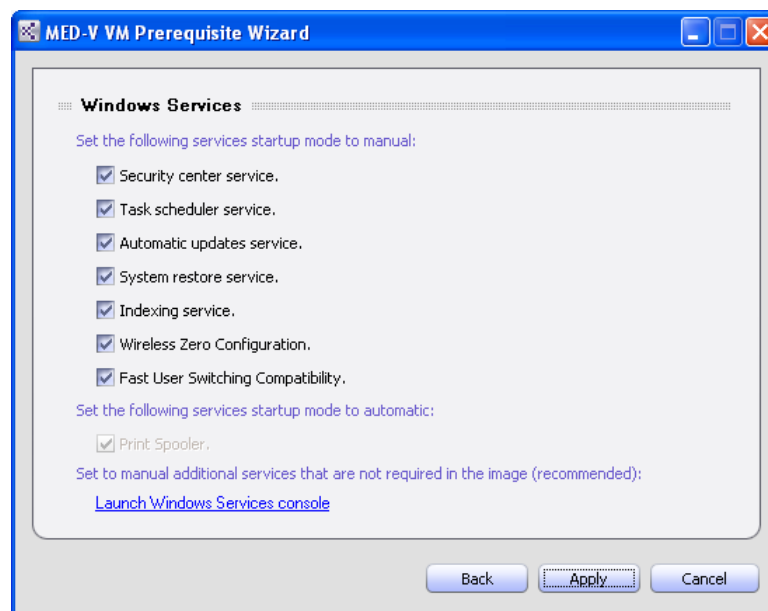 MED-V VM Prerequisite Wizard
Windows Services
Set the following services startup mode to manual:
Security center service.
Task scheduler service.
Automatic updates service.
System restore service.
Indexing service.
Wireless Zero Configuration.
Fast User Switching Compatibility.
Set the following services startup mode to automatic:
Print Spooler.
Set to manual additional services that are not required in the image (recommended):
Launch Windows Services console
Back Apply Cancel